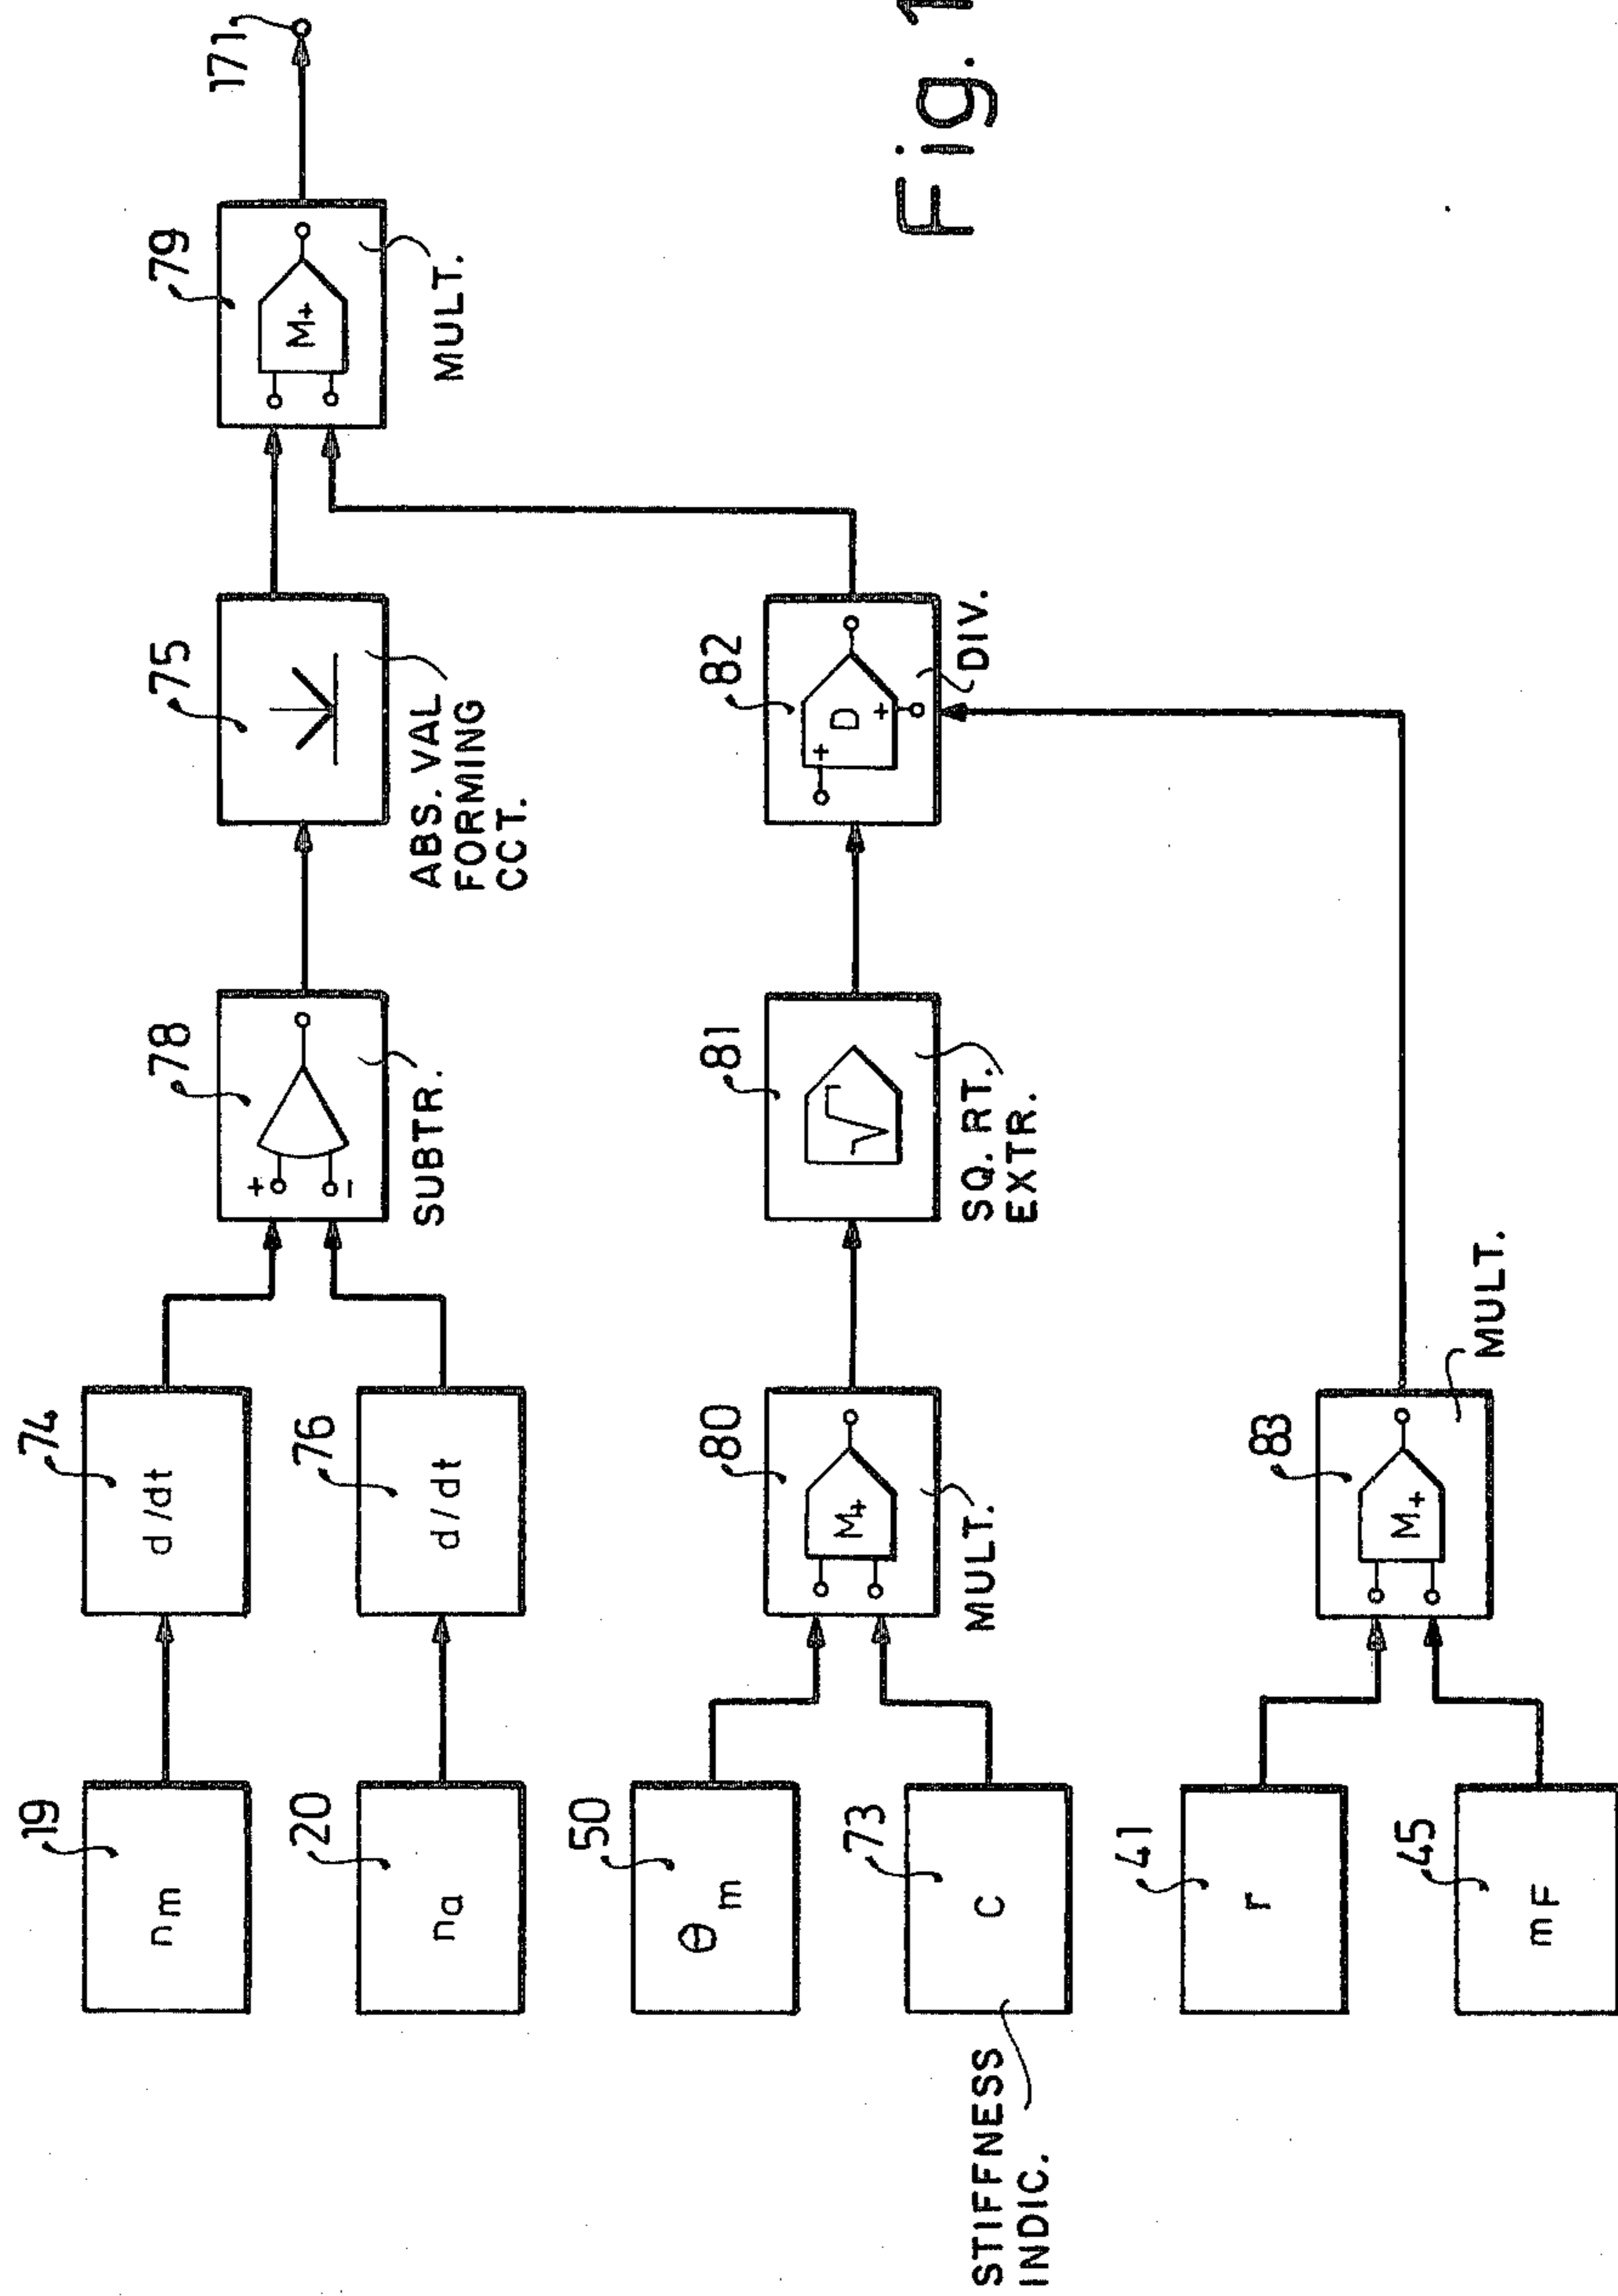 19
nm
74
d/dt
20
na
76
d/dt
78
+
−
SUBTR.
75
ABS. VAL
FORMING
CCT.
79
M+
MULT.
171
50
θm
73
C
STIFFNESS
INDIC.
80
M+
MULT.
81
√
SQ. RT.
EXTR.
82
+
D
+
DIV.
41
r
45
mF
83
M+
MULT.
Fig. 1